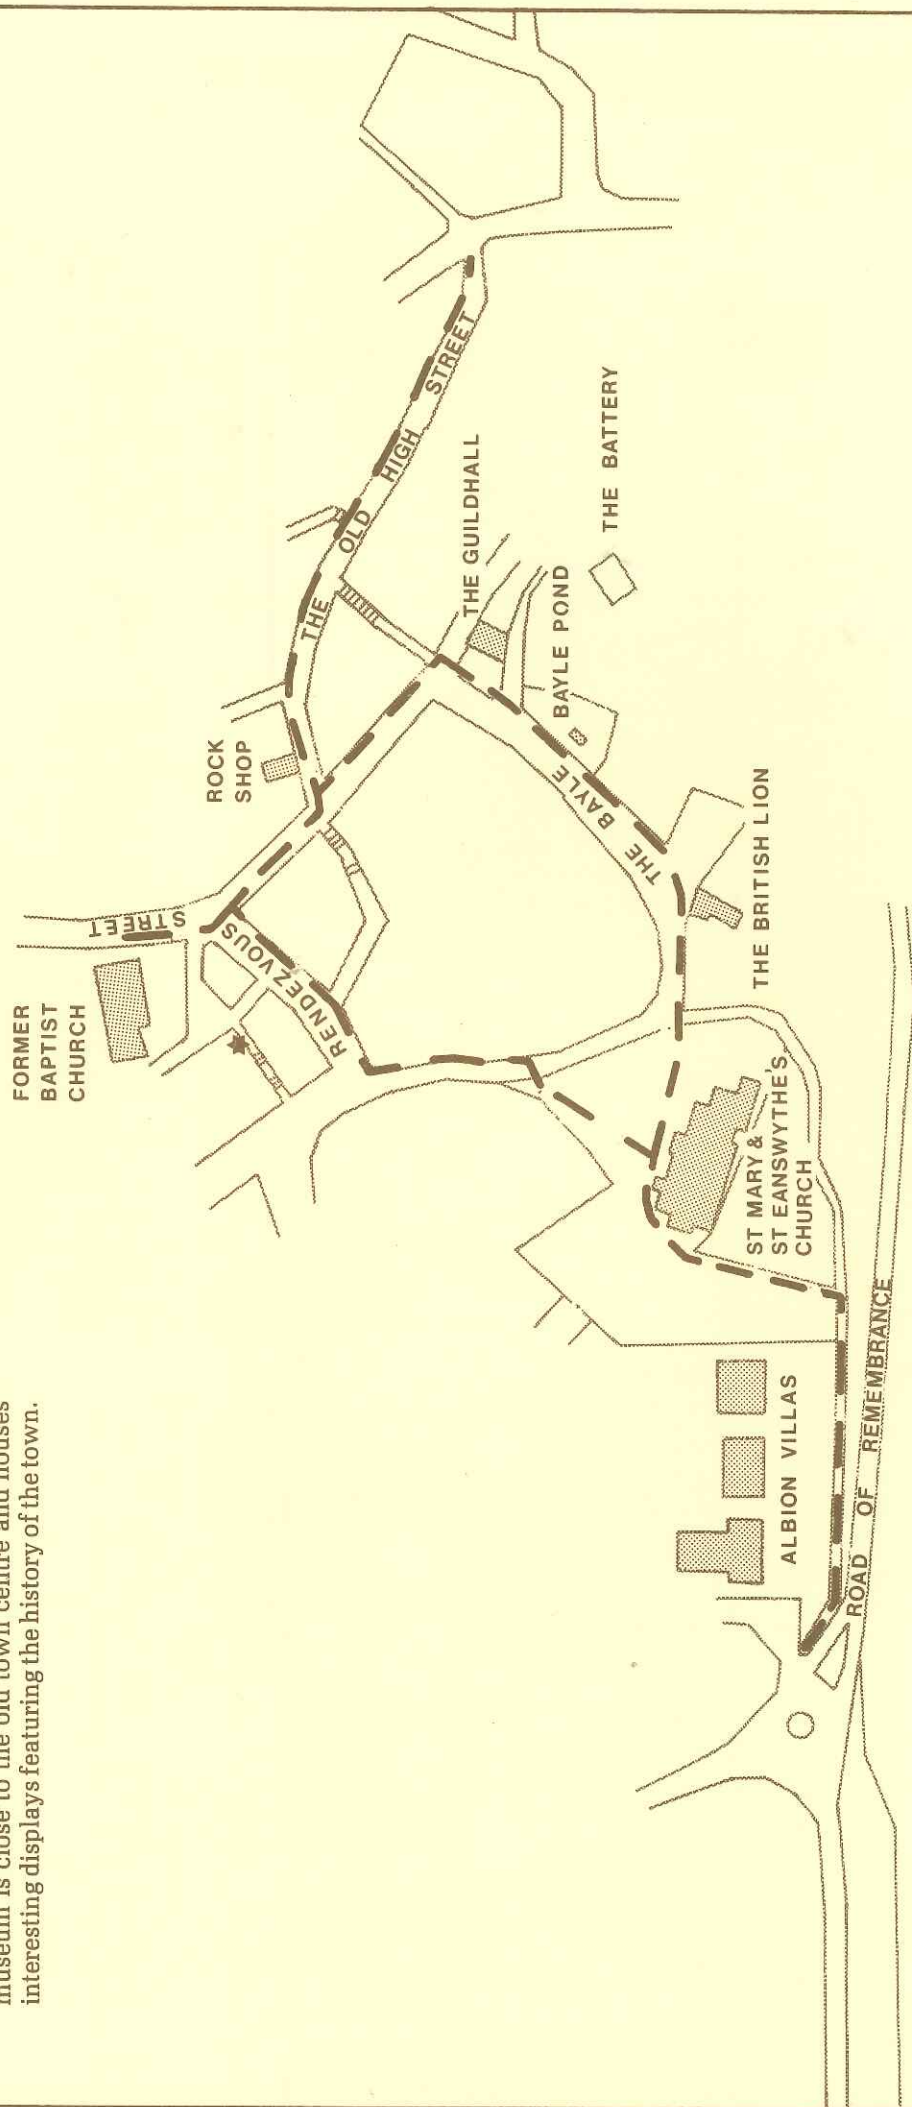 museum is close to the old town centre and houses
interesting displays featuring the history of the town.
FORMER
BAPTIST
CHURCH
RENDEZVOUS
STREET
ROCK
SHOP
THE OLD HIGH STREET
THE GUILDHALL
THE BATTERY
BAYLE POND
THE BAYLE
THE BRITISH LION
ST MARY &
ST EANSWYTHE'S
CHURCH
ALBION VILLAS
ROAD OF REMEMBRANCE